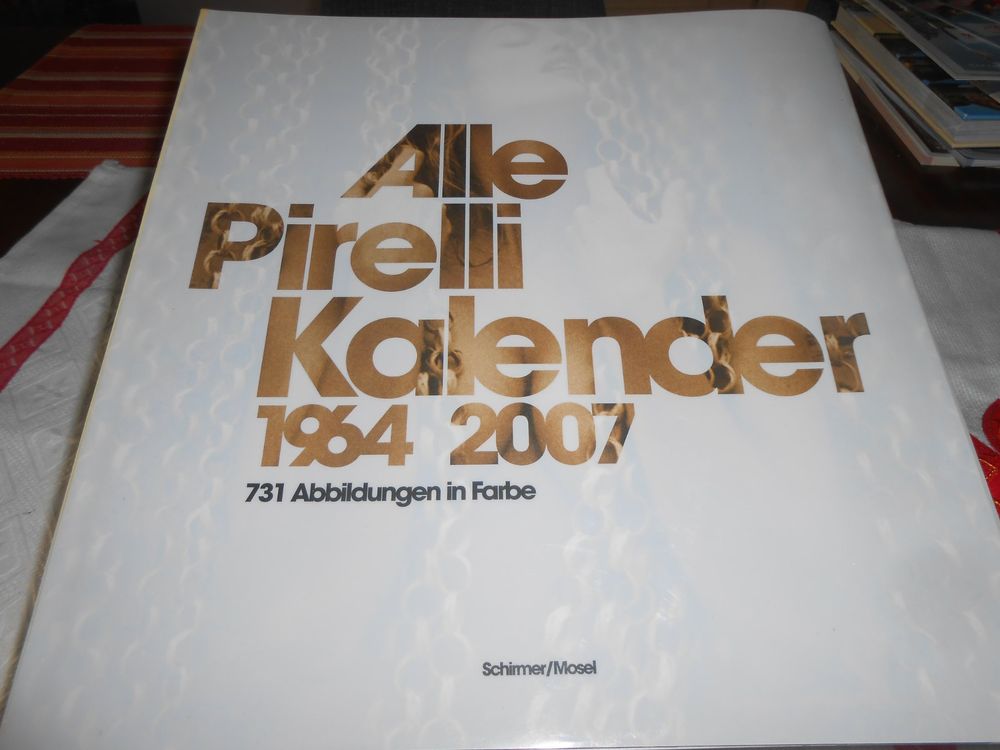 Alle
Pirelli
Kalender
1964 2007
731 Abbildungen in Farbe
Schirmer/Mosel